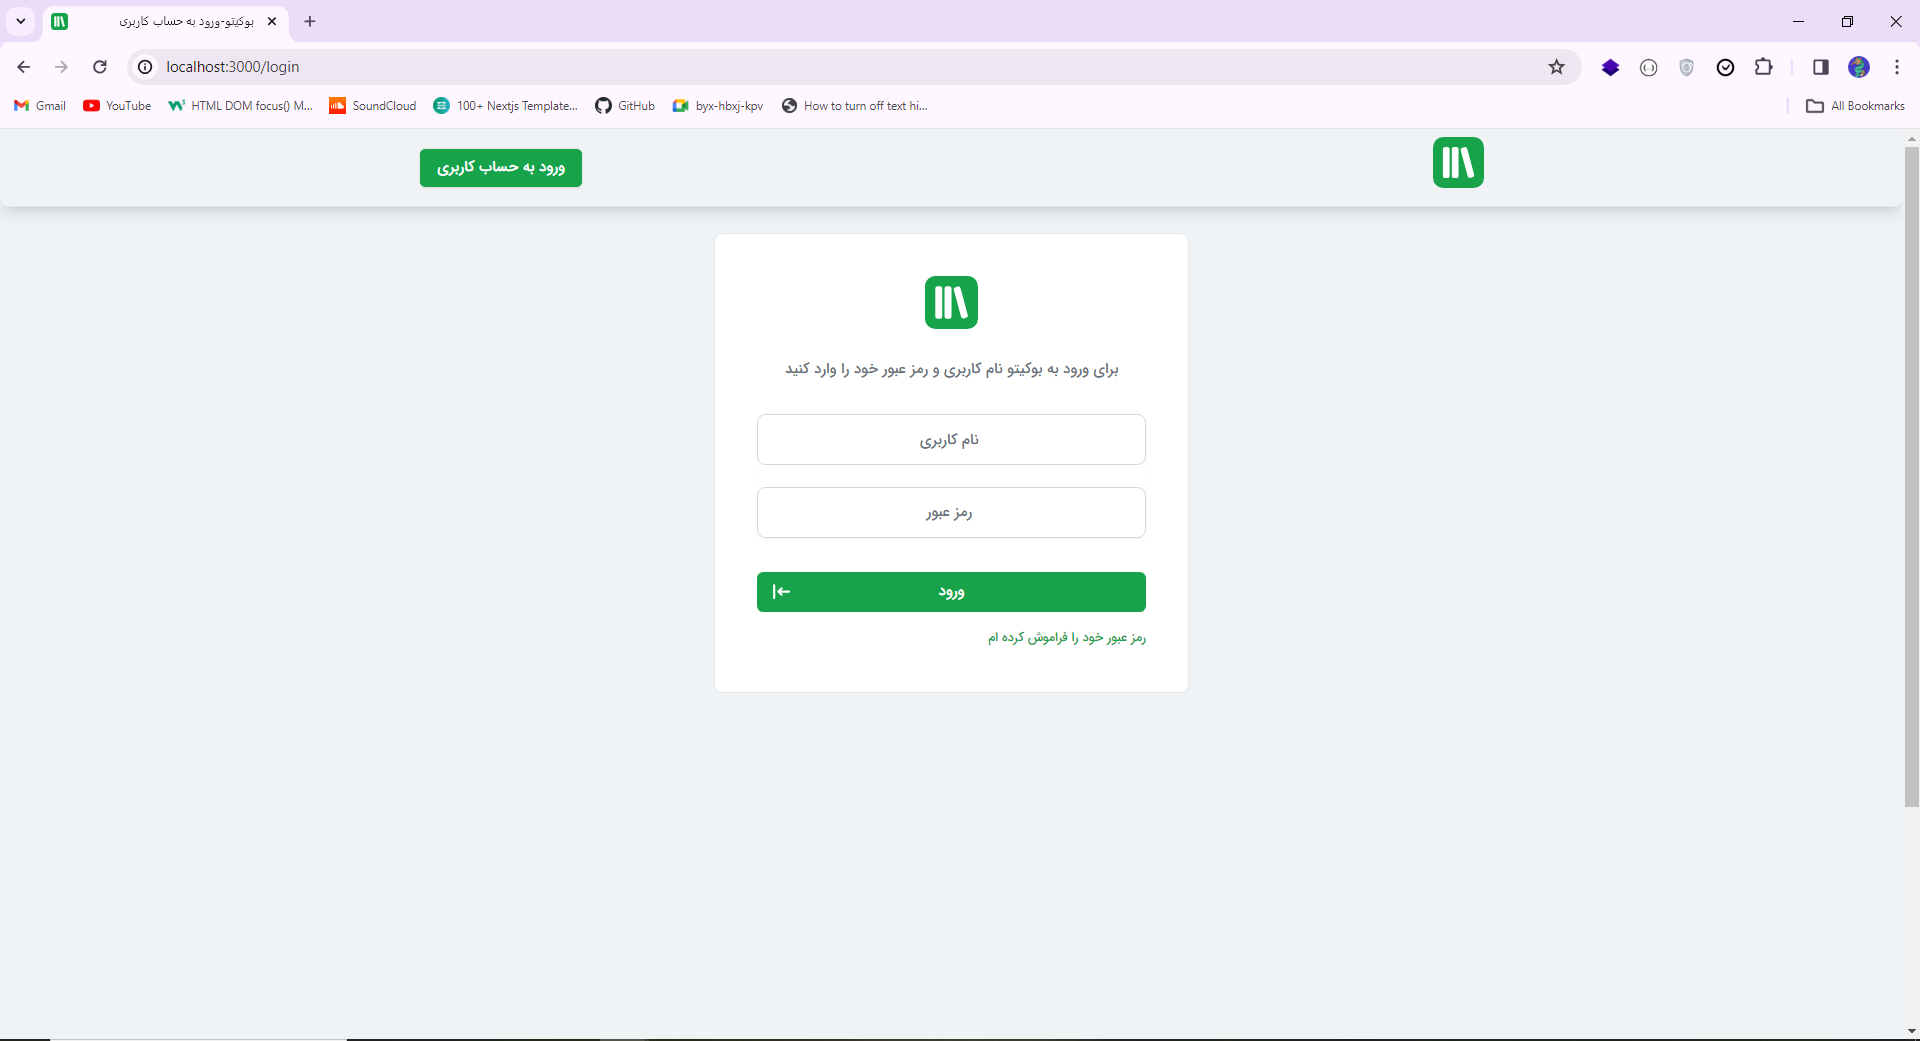 بوکیتو-ورود به حساب کاربری
localhost:3000/login
Gmail
YouTube
HTML DOM focus() M...
SoundCloud
100+ Nextjs Template...
GitHub
byx-hbxj-kpv
How to turn off text hi...
All Bookmarks
ورود به حساب کاربری
برای ورود به بوکیتو نام کاربری و رمز عبور خود را وارد کنید
نام کاربری
رمز عبور
ورود
رمز عبور خود را فراموش کرده ام